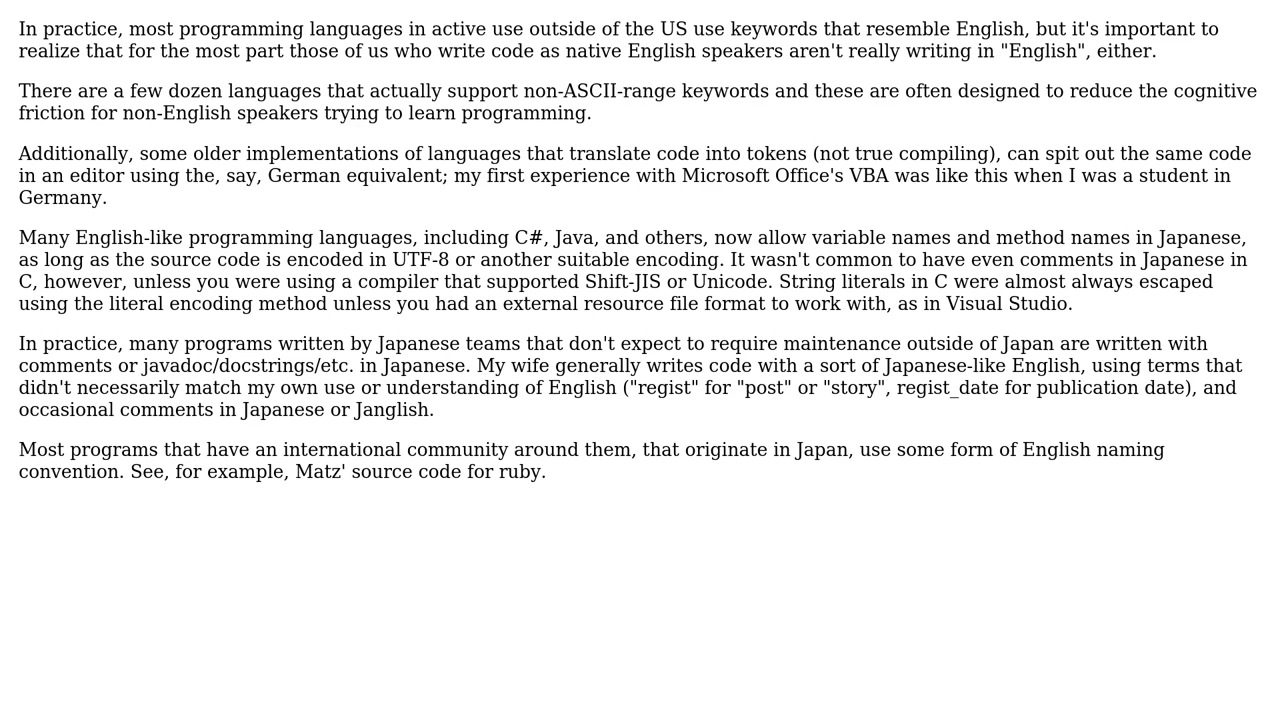 In practice, most programming languages in active use outside of the US use keywords that resemble English, but it's important to
realize that for the most part those of us who write code as native English speakers aren't really writing in "English", either.
There are a few dozen languages that actually support non-ASCII-range keywords and these are often designed to reduce the cognitive
friction for non-English speakers trying to learn programming.
Additionally, some older implementations of languages that translate code into tokens (not true compiling), can spit out the same code
in an editor using the, say, German equivalent; my first experience with Microsoft Office's VBA was like this when I was a student in
Germany.
Many English-like programming languages, including C#, Java, and others, now allow variable names and method names in Japanese,
as long as the source code is encoded in UTF-8 or another suitable encoding. It wasn't common to have even comments in Japanese in
C, however, unless you were using a compiler that supported Shift-JIS or Unicode. String literals in C were almost always escaped
using the literal encoding method unless you had an external resource file format to work with, as in Visual Studio.
In practice, many programs written by Japanese teams that don't expect to require maintenance outside of Japan are written with
comments or javadoc/docstrings/etc. in Japanese. My wife generally writes code with a sort of Japanese-like English, using terms that
didn't necessarily match my own use or understanding of English ("regist" for "post" or "story", regist_date for publication date), and
occasional comments in Japanese or Janglish.
Most programs that have an international community around them, that originate in Japan, use some form of English naming
convention. See, for example, Matz' source code for ruby.